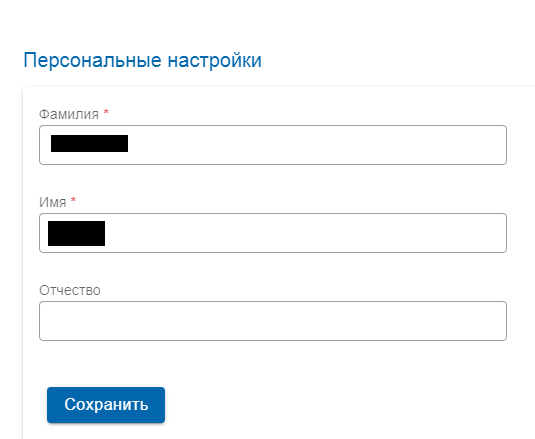 Персональные настройки
Фамилия *
Имя *
Отчество
Сохранить